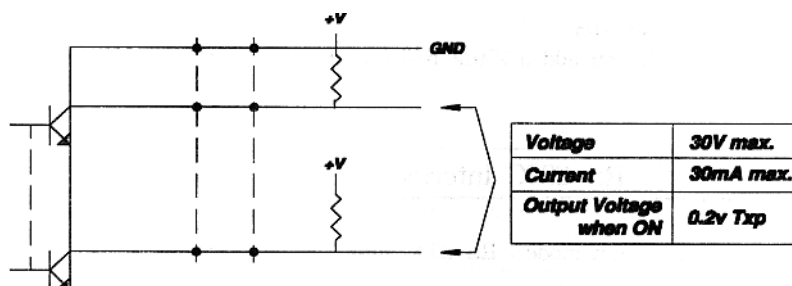 +V
GND
+V
Voltage 30V max.
Current 30mA max.
Output Voltage
when ON 0.2v Txp